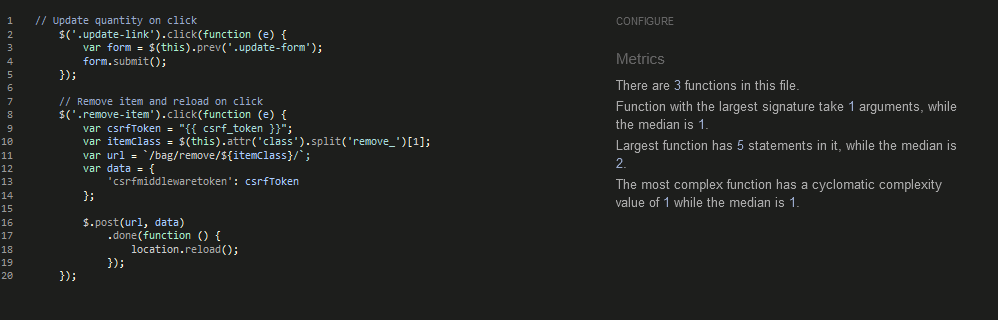 1 // Update quantity on click
2 $('.update-link').click(function (e) {
3 var form = $(this).prev('.update-form');
4 form.submit();
5 });
6
7 // Remove item and reload on click
8 $('.remove-item').click(function (e) {
9 var csrfToken = "{{ csrf_token }}";
10 var itemClass = $(this).attr('class').split('remove_')[1];
11 var url = `/bag/remove/${itemClass}/`;
12 var data = {
13 'csrfmiddlewaretoken': csrfToken
14 };
15
16 $.post(url, data)
17 .done(function () {
18 location.reload();
19 });
20 });
CONFIGURE
Metrics
There are 3 functions in this file.
Function with the largest signature take 1 arguments, while
the median is 1.
Largest function has 5 statements in it, while the median is
2.
The most complex function has a cyclomatic complexity
value of 1 while the median is 1.